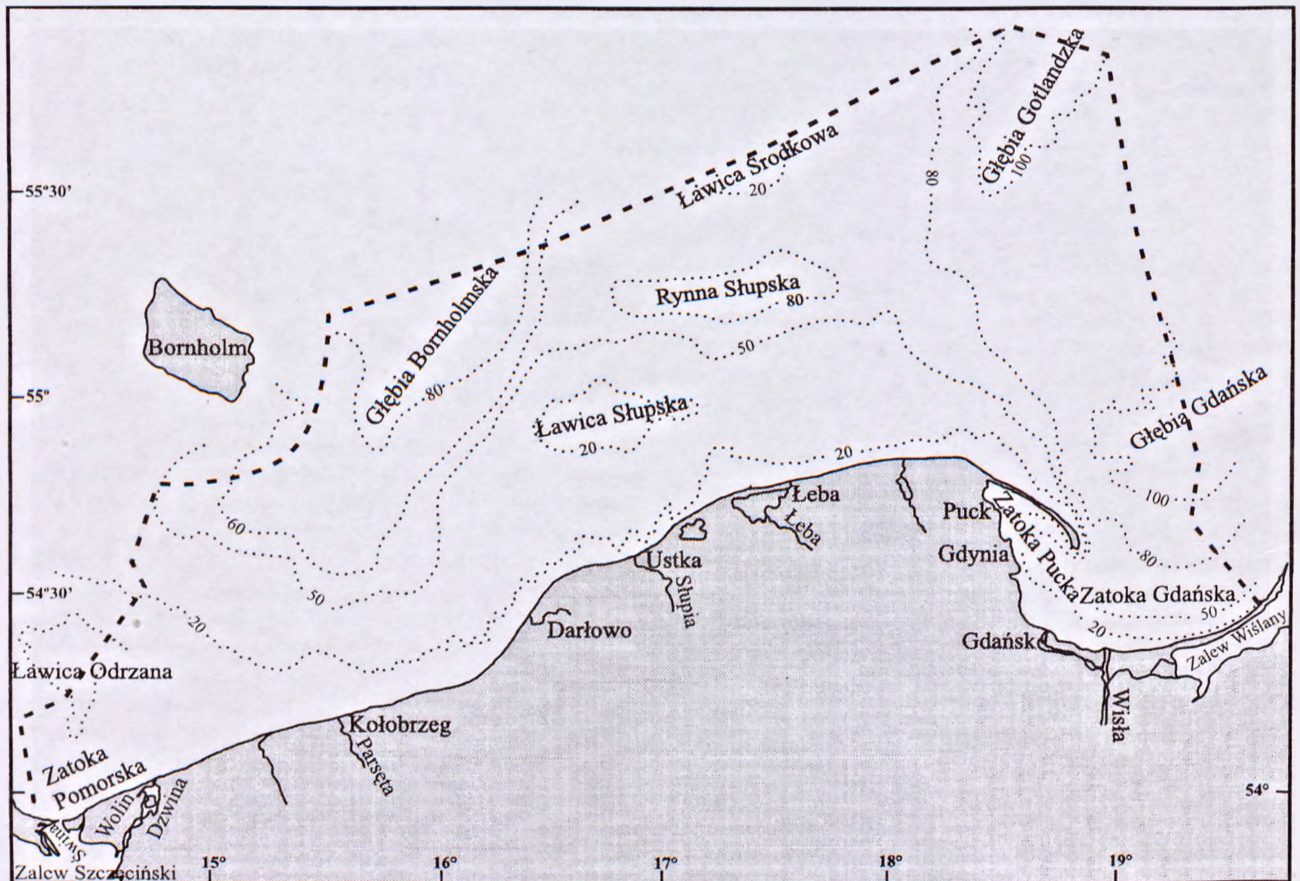 Głębia Gotlandzka
100
Ławica Środkowa
20
80
55°30'
Rynna Słupska
80
Głębia Bornholmska
80
50
Bornholm
55°
Ławica Słupska
20
20
Głębia Gdańska
100
80
60
50
20
Łeba
Łeba
Puck
Zatoka Pucka
Gdynia
Ustka
Słupia
54°30'
Zatoka Gdańska
50
20
Darłowo
Gdańsk
Zalew Wiślany
Wisła
Ławica Odrzana
Kołobrzeg
Parsęta
Zatoka
Pomorska
Wolin
Dzwina
Świna
54°
Zalew Szczeciński
15°
16°
17°
18°
19°